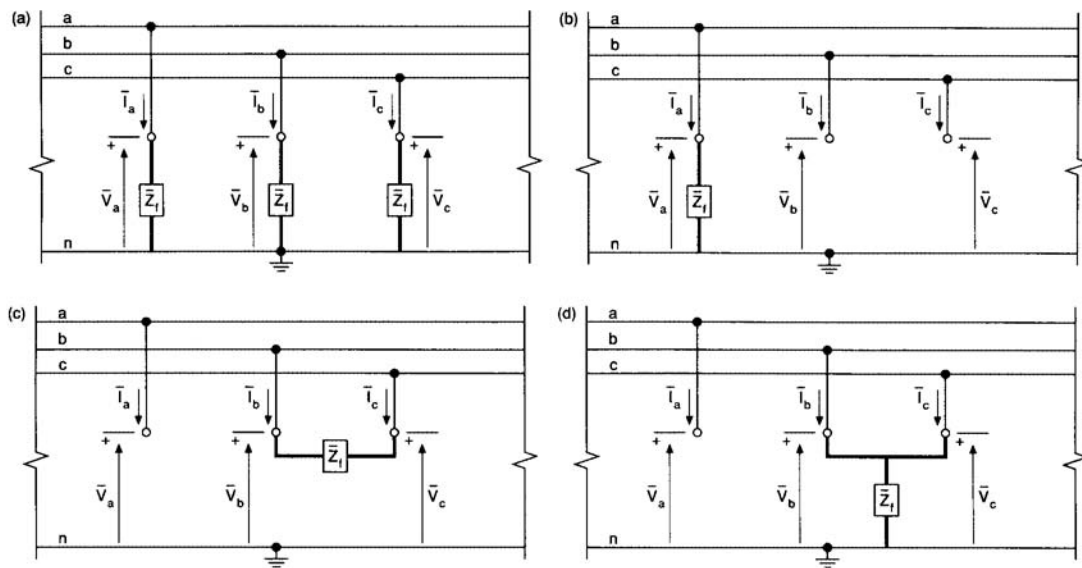 (a)
a
b
c
Ī_a
Ī_b
Ī_c
+
+
+
V̄_a
Z̄_f
V̄_b
Z̄_f
Z̄_f
V̄_c
n
(b)
a
b
c
Ī_a
Ī_b
Ī_c
+
+
+
V̄_a
Z̄_f
V̄_b
V̄_c
n
(c)
a
b
c
Ī_a
Ī_b
Ī_c
+
+
+
Z̄_f
V̄_a
V̄_b
V̄_c
n
(d)
a
b
c
Ī_a
Ī_b
Ī_c
+
+
+
V̄_a
V̄_b
Z̄_f
V̄_c
n